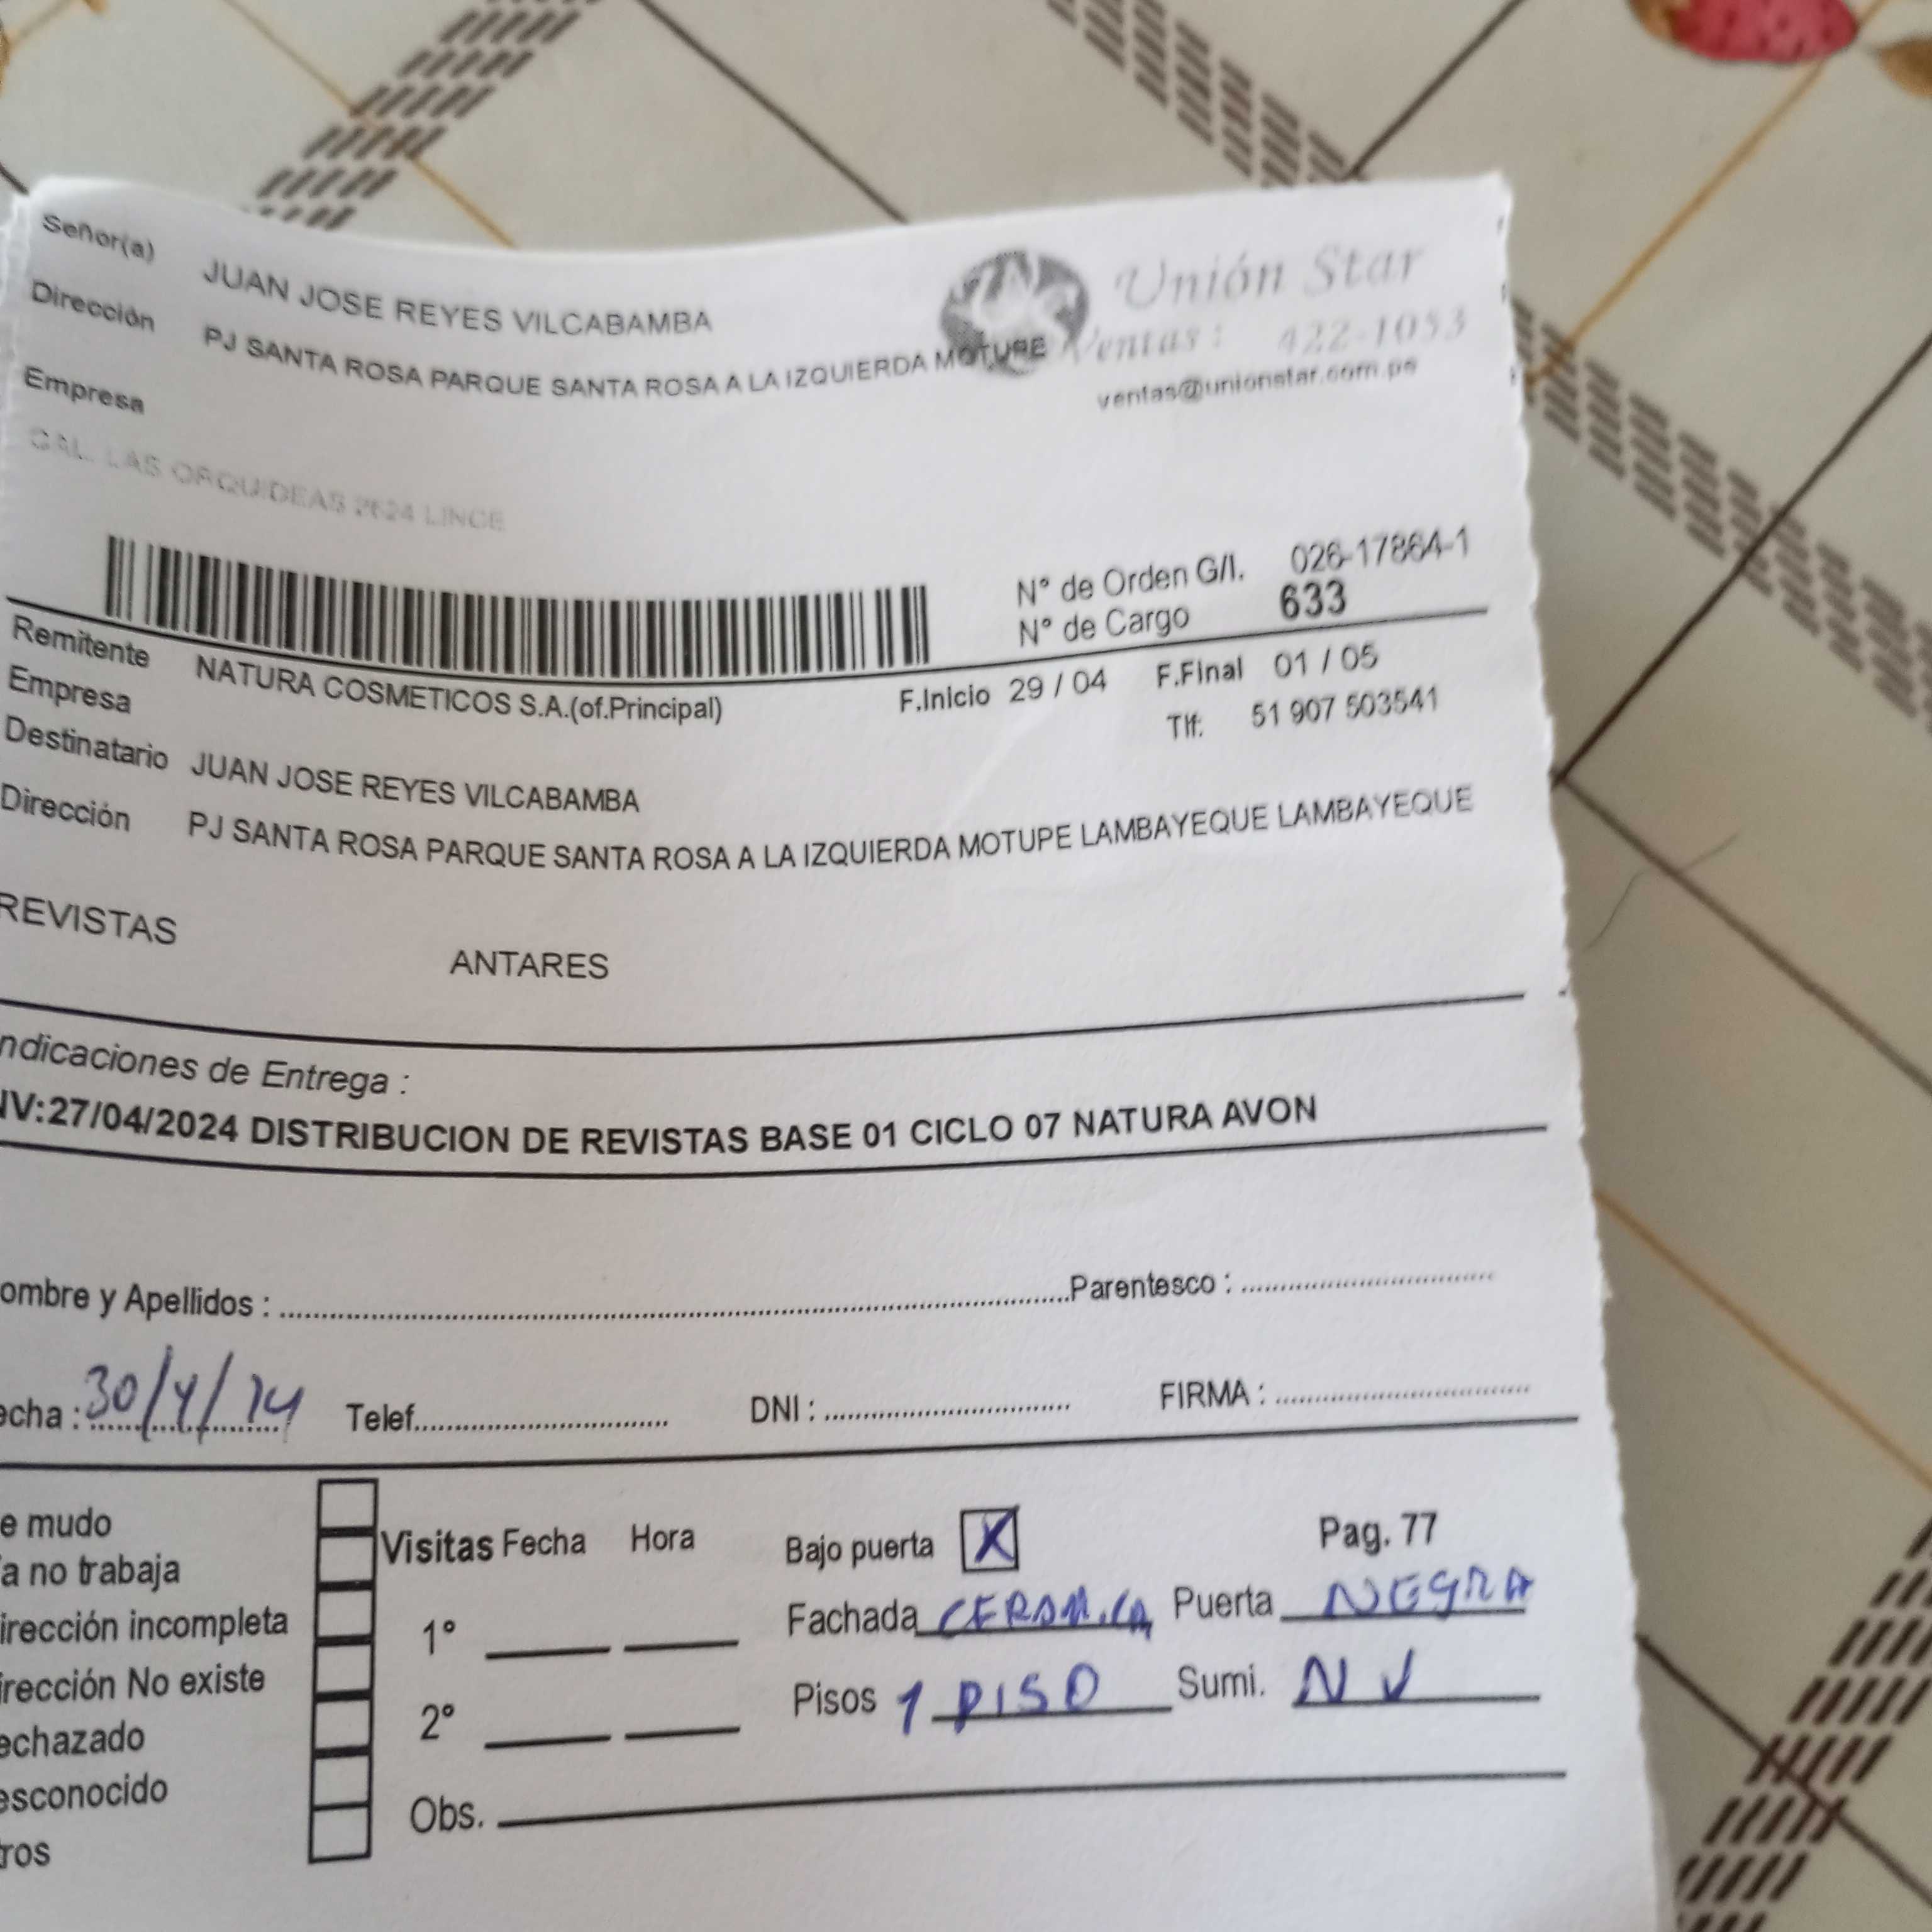 Señor(a) JUAN JOSE REYES VILCABAMBA
Unión Star
Dirección PJ SANTA ROSA PARQUE SANTA ROSA A LA IZQUIERDA MOTUPE
Ventas: 422-1053
ventas@unionstar.com.pe
Empresa
CAL. LAS ORQUIDEAS 2624 LINCE
N° de Orden G/I. 026-17864-1
N° de Cargo 633
Remitente NATURA COSMETICOS S.A.(of.Principal) F.Inicio 29 / 04 F.Final 01 / 05
Empresa Tlf: 51 907 503541
Destinatario JUAN JOSE REYES VILCABAMBA
Dirección PJ SANTA ROSA PARQUE SANTA ROSA A LA IZQUIERDA MOTUPE LAMBAYEQUE LAMBAYEQUE
REVISTAS
ANTARES
ndicaciones de Entrega :
NV:27/04/2024 DISTRIBUCION DE REVISTAS BASE 01 CICLO 07 NATURA AVON
ombre y Apellidos : Parentesco :
echa : 30/4/24 Telef. DNI : FIRMA :
e mudo
a no trabaja
irección incompleta
irección No existe
echazado
esconocido
tros
Visitas Fecha Hora
1°
2°
Obs.
Bajo puerta X Pag. 77
Fachada CERAMICA Puerta NEGRA
Pisos 1 PISO Sumi. N V